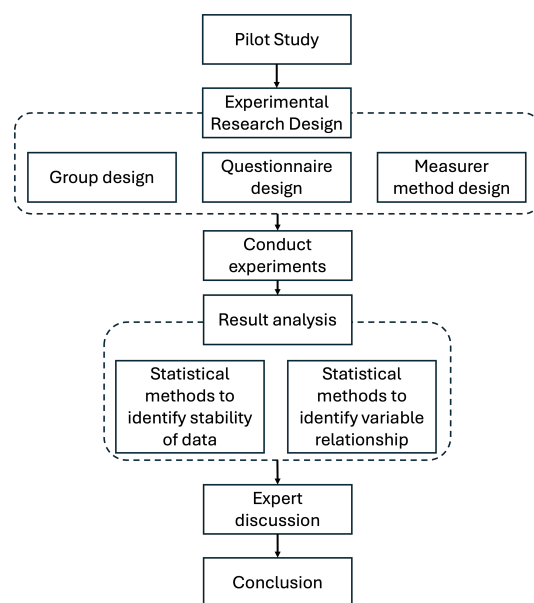 Pilot Study
Experimental
Research Design
Group design
Questionnaire
design
Measurer
method design
Conduct
experiments
Result analysis
Statistical
methods to
identify stability
of data
Statistical
methods to
identify variable
relationship
Expert
discussion
Conclusion